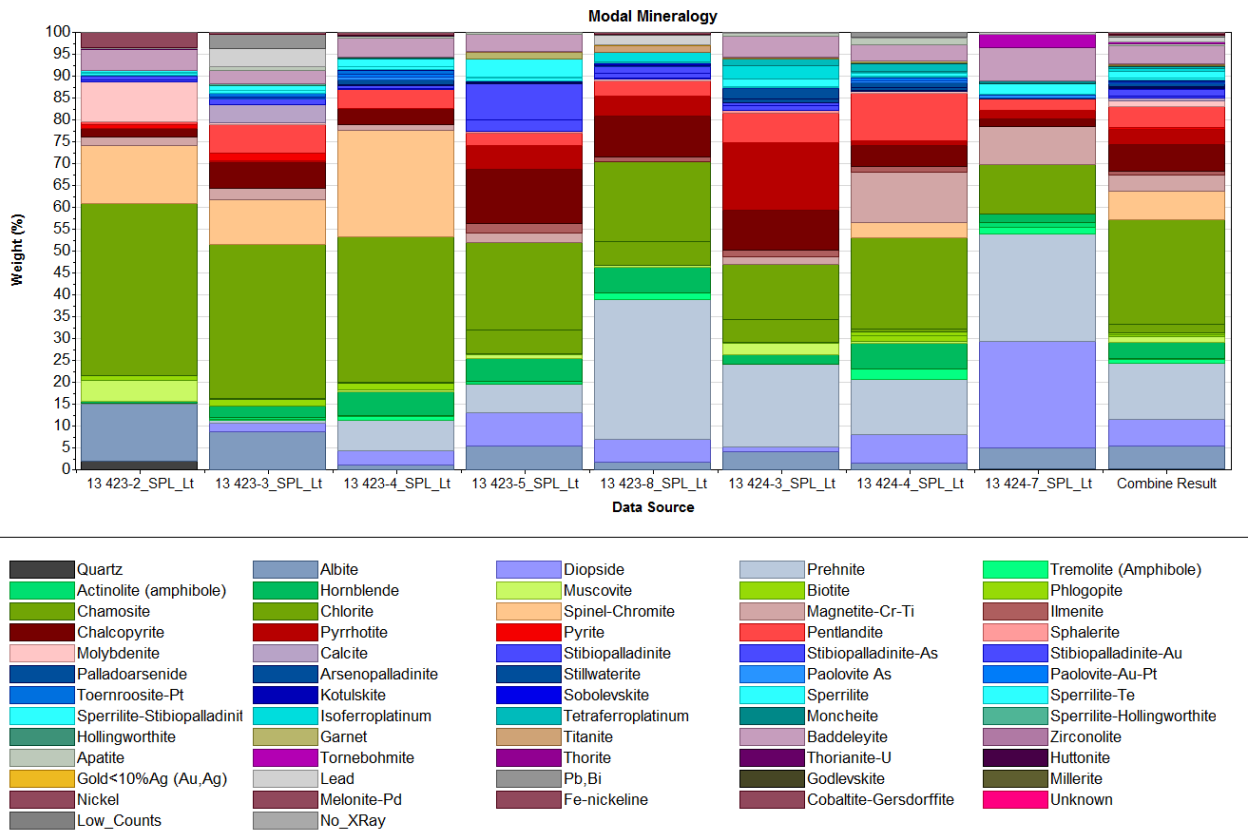 Modal Mineralogy
Weight (%)
100
95
90
85
80
75
70
65
60
55
50
45
40
35
30
25
20
15
10
5
0
13 423-2_SPL_Lt 13 423-3_SPL_Lt 13 423-4_SPL_Lt 13 423-5_SPL_Lt 13 423-8_SPL_Lt 13 424-3_SPL_Lt 13 424-4_SPL_Lt 13 424-7_SPL_Lt Combine Result
Data Source
Quartz Albite Diopside Prehnite Tremolite (Amphibole)
Actinolite (amphibole) Hornblende Muscovite Biotite Phlogopite
Chamosite Chlorite Spinel-Chromite Magnetite-Cr-Ti Ilmenite
Chalcopyrite Pyrrhotite Pyrite Pentlandite Sphalerite
Molybdenite Calcite Stibiopalladinite Stibiopalladinite-As Stibiopalladinite-Au
Palladoarsenide Arsenopalladinite Stillwaterite Paolovite As Paolovite-Au-Pt
Toernroosite-Pt Kotulskite Sobolevskite Sperrilite Sperrilite-Te
Sperrilite-Stibiopalladinit Isoferroplatinum Tetraferroplatinum Moncheite Sperrilite-Hollingworthite
Hollingworthite Garnet Titanite Baddeleyite Zirconolite
Apatite Tornebohmite Thorite Thorianite-U Huttonite
Gold<10%Ag (Au,Ag) Lead Pb,Bi Godlevskite Millerite
Nickel Melonite-Pd Fe-nickeline Cobaltite-Gersdorffite Unknown
Low_Counts No_XRay